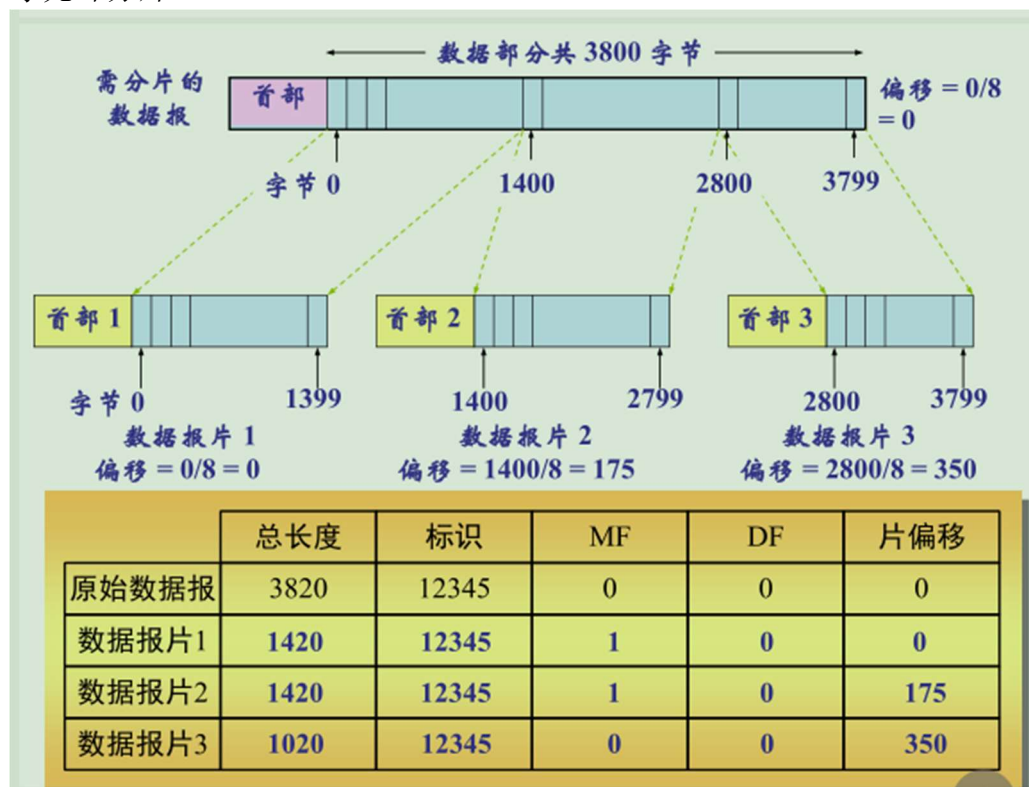 数据部分共 3800 字节
需分片的
数据报
首部
偏移 = 0/8
= 0
字节 0
1400
2800
3799
首部 1
首部 2
首部 3
字节 0
1399
1400
2799
2800
3799
数据报片 1
数据报片 2
数据报片 3
偏移 = 0/8 = 0
偏移 = 1400/8 = 175
偏移 = 2800/8 = 350
总长度 标识 MF DF 片偏移
原始数据报 3820 12345 0 0 0
数据报片1 1420 12345 1 0 0
数据报片2 1420 12345 1 0 175
数据报片3 1020 12345 0 0 350